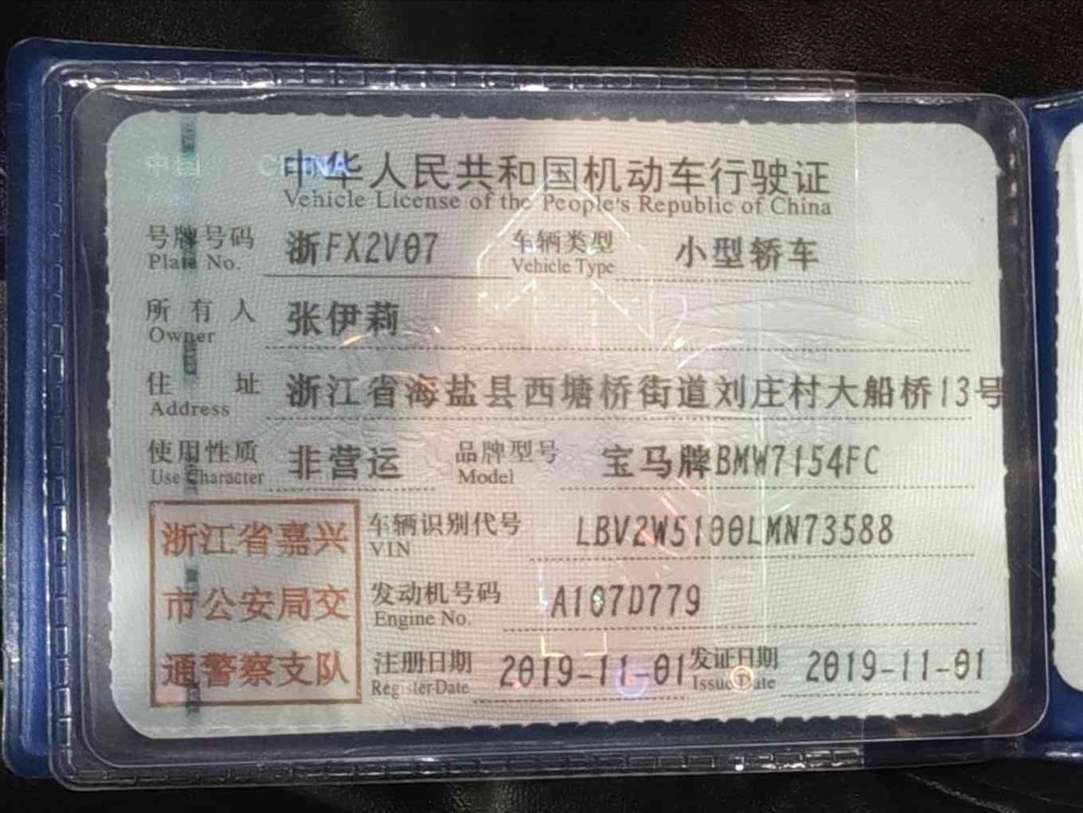 中国 CHINA
中华人民共和国机动车行驶证
Vehicle License of the People's Republic of China
号牌号码 浙FX2V07 车辆类型 小型轿车
Plate No. Vehicle Type
所有人 张伊莉
Owner
住址 浙江省海盐县西塘桥街道刘庄村大船桥13号
Address
使用性质 非营运 品牌型号 宝马牌BMW7154FC
Use Character Model
浙江省嘉兴
市公安局交
通警察支队
车辆识别代号 LBV2W5100LMN73588
VIN
发动机号码 A107D779
Engine No.
注册日期 2019-11-01 发证日期 2019-11-01
Register Date Issue Date